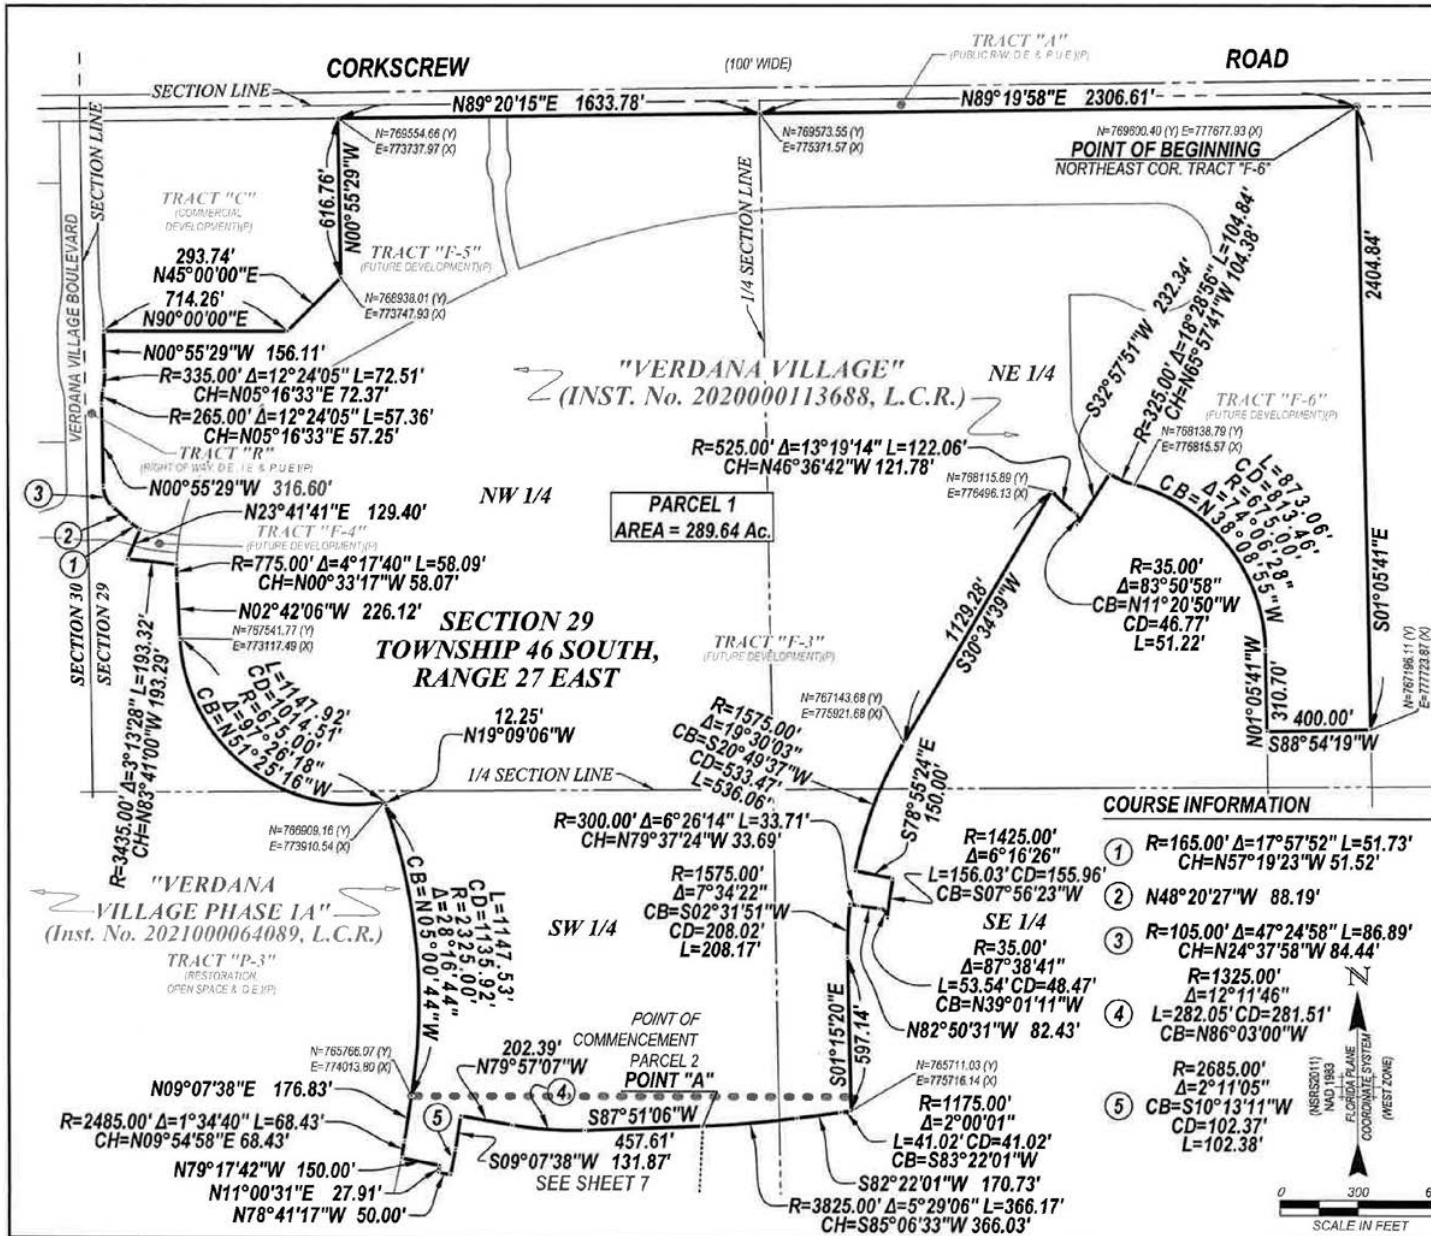 TRACT "A"
(PUBLIC R/W, D.E. & P.U.E.)(P)
CORKSCREW
(100' WIDE)
ROAD
SECTION LINE
N89°20'15"E 1633.78'
N89°19'58"E 2306.61'
N=769554.66 (Y)
E=773737.97 (X)
N=769573.55 (Y)
E=775371.57 (X)
N=769600.40 (Y) E=777677.93 (X)
POINT OF BEGINNING
NORTHEAST COR. TRACT "F-6"
SECTION LINE
VERDANA VILLAGE BOULEVARD
TRACT "C"
(COMMERCIAL
DEVELOPMENT)(P)
616.76'
N00°55'29"W
TRACT "F-5"
(FUTURE DEVELOPMENT)(P)
1/4 SECTION LINE
293.74'
N45°00'00"E
714.26'
N90°00'00"E
N=768938.01 (Y)
E=773747.93 (X)
2404.84'
S01°05'41"E
N00°55'29"W 156.11'
R=335.00' Δ=12°24'05" L=72.51'
CH=N05°16'33"E 72.37'
R=265.00' Δ=12°24'05" L=57.36'
CH=N05°16'33"E 57.25'
TRACT "R"
(RIGHT OF WAY, D.E., I.E. & P.U.E.)(P)
N00°55'29"W 316.60'
"VERDANA VILLAGE"
(INST. No. 2020000113688, L.C.R.)
NE 1/4
S32°57'51"W 232.34'
R=325.00' Δ=18°28'56" L=104.84'
CH=N65°57'41"W 104.38'
TRACT "F-6"
(FUTURE DEVELOPMENT)(P)
N=768138.79 (Y)
E=776815.57 (X)
R=525.00' Δ=13°19'14" L=122.06'
CH=N46°36'42"W 121.78'
N=768115.89 (Y)
E=776496.13 (X)
L=873.06'
CD=813.46'
R=675.00'
Δ=74°06'28"
CB=N38°08'55"W
3
NW 1/4
PARCEL 1
AREA = 289.64 Ac.
N23°41'41"E 129.40'
2
TRACT "F-4"
(FUTURE DEVELOPMENT)(P)
1
R=775.00' Δ=4°17'40" L=58.09'
CH=N00°33'17"W 58.07'
R=35.00'
Δ=83°50'58"
CB=N11°20'50"W
CD=46.77'
L=51.22'
SECTION 30
SECTION 29
N02°42'06"W 226.12'
N=767541.77 (Y)
E=773117.49 (X)
SECTION 29
TOWNSHIP 46 SOUTH,
RANGE 27 EAST
TRACT "F-3"
(FUTURE DEVELOPMENT)(P)
1129.28'
S30°34'39"W
N01°05'41"W
310.70'
400.00'
S88°54'19"W
N=767196.11 (Y)
E=777723.87 (X)
R=3435.00' Δ=3°13'28" L=193.32'
CH=N83°41'00"W 193.29'
L=1147.92'
CD=1014.51'
R=675.00'
Δ=97°26'18"
CB=N51°25'16"W
12.25'
N19°09'06"W
N=767143.68 (Y)
E=775921.68 (X)
R=1575.00'
Δ=19°30'03"
CB=S20°49'37"W
CD=533.47'
L=536.06'
1/4 SECTION LINE
N=766909.16 (Y)
E=773910.54 (X)
S78°55'24"E
150.00'
R=300.00' Δ=6°26'14" L=33.71'
CH=N79°37'24"W 33.69'
R=1425.00'
Δ=6°16'26"
L=156.03' CD=155.96'
CB=S07°56'23"W
COURSE INFORMATION
1 R=165.00' Δ=17°57'52" L=51.73'
CH=N57°19'23"W 51.52'
2 N48°20'27"W 88.19'
3 R=105.00' Δ=47°24'58" L=86.89'
CH=N24°37'58"W 84.44'
4 R=1325.00'
Δ=12°11'46"
L=282.05' CD=281.51'
CB=N86°03'00"W
5 R=2685.00'
Δ=2°11'05"
CB=S10°13'11"W
CD=102.37'
L=102.38'
"VERDANA
VILLAGE PHASE 1A"
(Inst. No. 2021000064089, L.C.R.)
TRACT "P-3"
(RESTORATION,
OPEN SPACE & D.E.)(P)
L=1147.53'
CD=1135.92'
R=2325.00'
Δ=28°16'44"
CB=N05°00'44"W
SW 1/4
R=1575.00'
Δ=7°34'22"
CB=S02°31'51"W
CD=208.02'
L=208.17'
SE 1/4
R=35.00'
Δ=87°38'41"
L=53.54' CD=48.47'
CB=N39°01'11"W
N82°50'31"W 82.43'
S01°15'20"E
597.14'
POINT OF
COMMENCEMENT
PARCEL 2
POINT "A"
N=765766.07 (Y)
E=774013.80 (X)
202.39'
N79°57'07"W
4
N=765711.03 (Y)
E=775716.14 (X)
N09°07'38"E 176.83'
R=2485.00' Δ=1°34'40" L=68.43'
CH=N09°54'58"E 68.43'
5
S87°51'06"W
457.61'
R=1175.00'
Δ=2°00'01"
L=41.02' CD=41.02'
CB=S83°22'01"W
N79°17'42"W 150.00'
S09°07'38"W 131.87'
SEE SHEET 7
S82°22'01"W 170.73'
N11°00'31"E 27.91'
N78°41'17"W 50.00'
R=3825.00' Δ=5°29'06" L=366.17'
CH=S85°06'33"W 366.03'
N
(NSRS2011)
NAD 1983
FLORIDA PLANE
COORDINATE SYSTEM
(WEST ZONE)
0 300
SCALE IN FEET